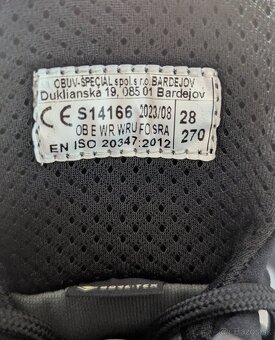 OBUV-ŠPECIAL spol. s r.o. BARDEJOV
Duklianska 19, 085 01 Bardejov
CE S14166 2023/08 28
OB E WR WRU FO SRA 270
EN ISO 20347:2012